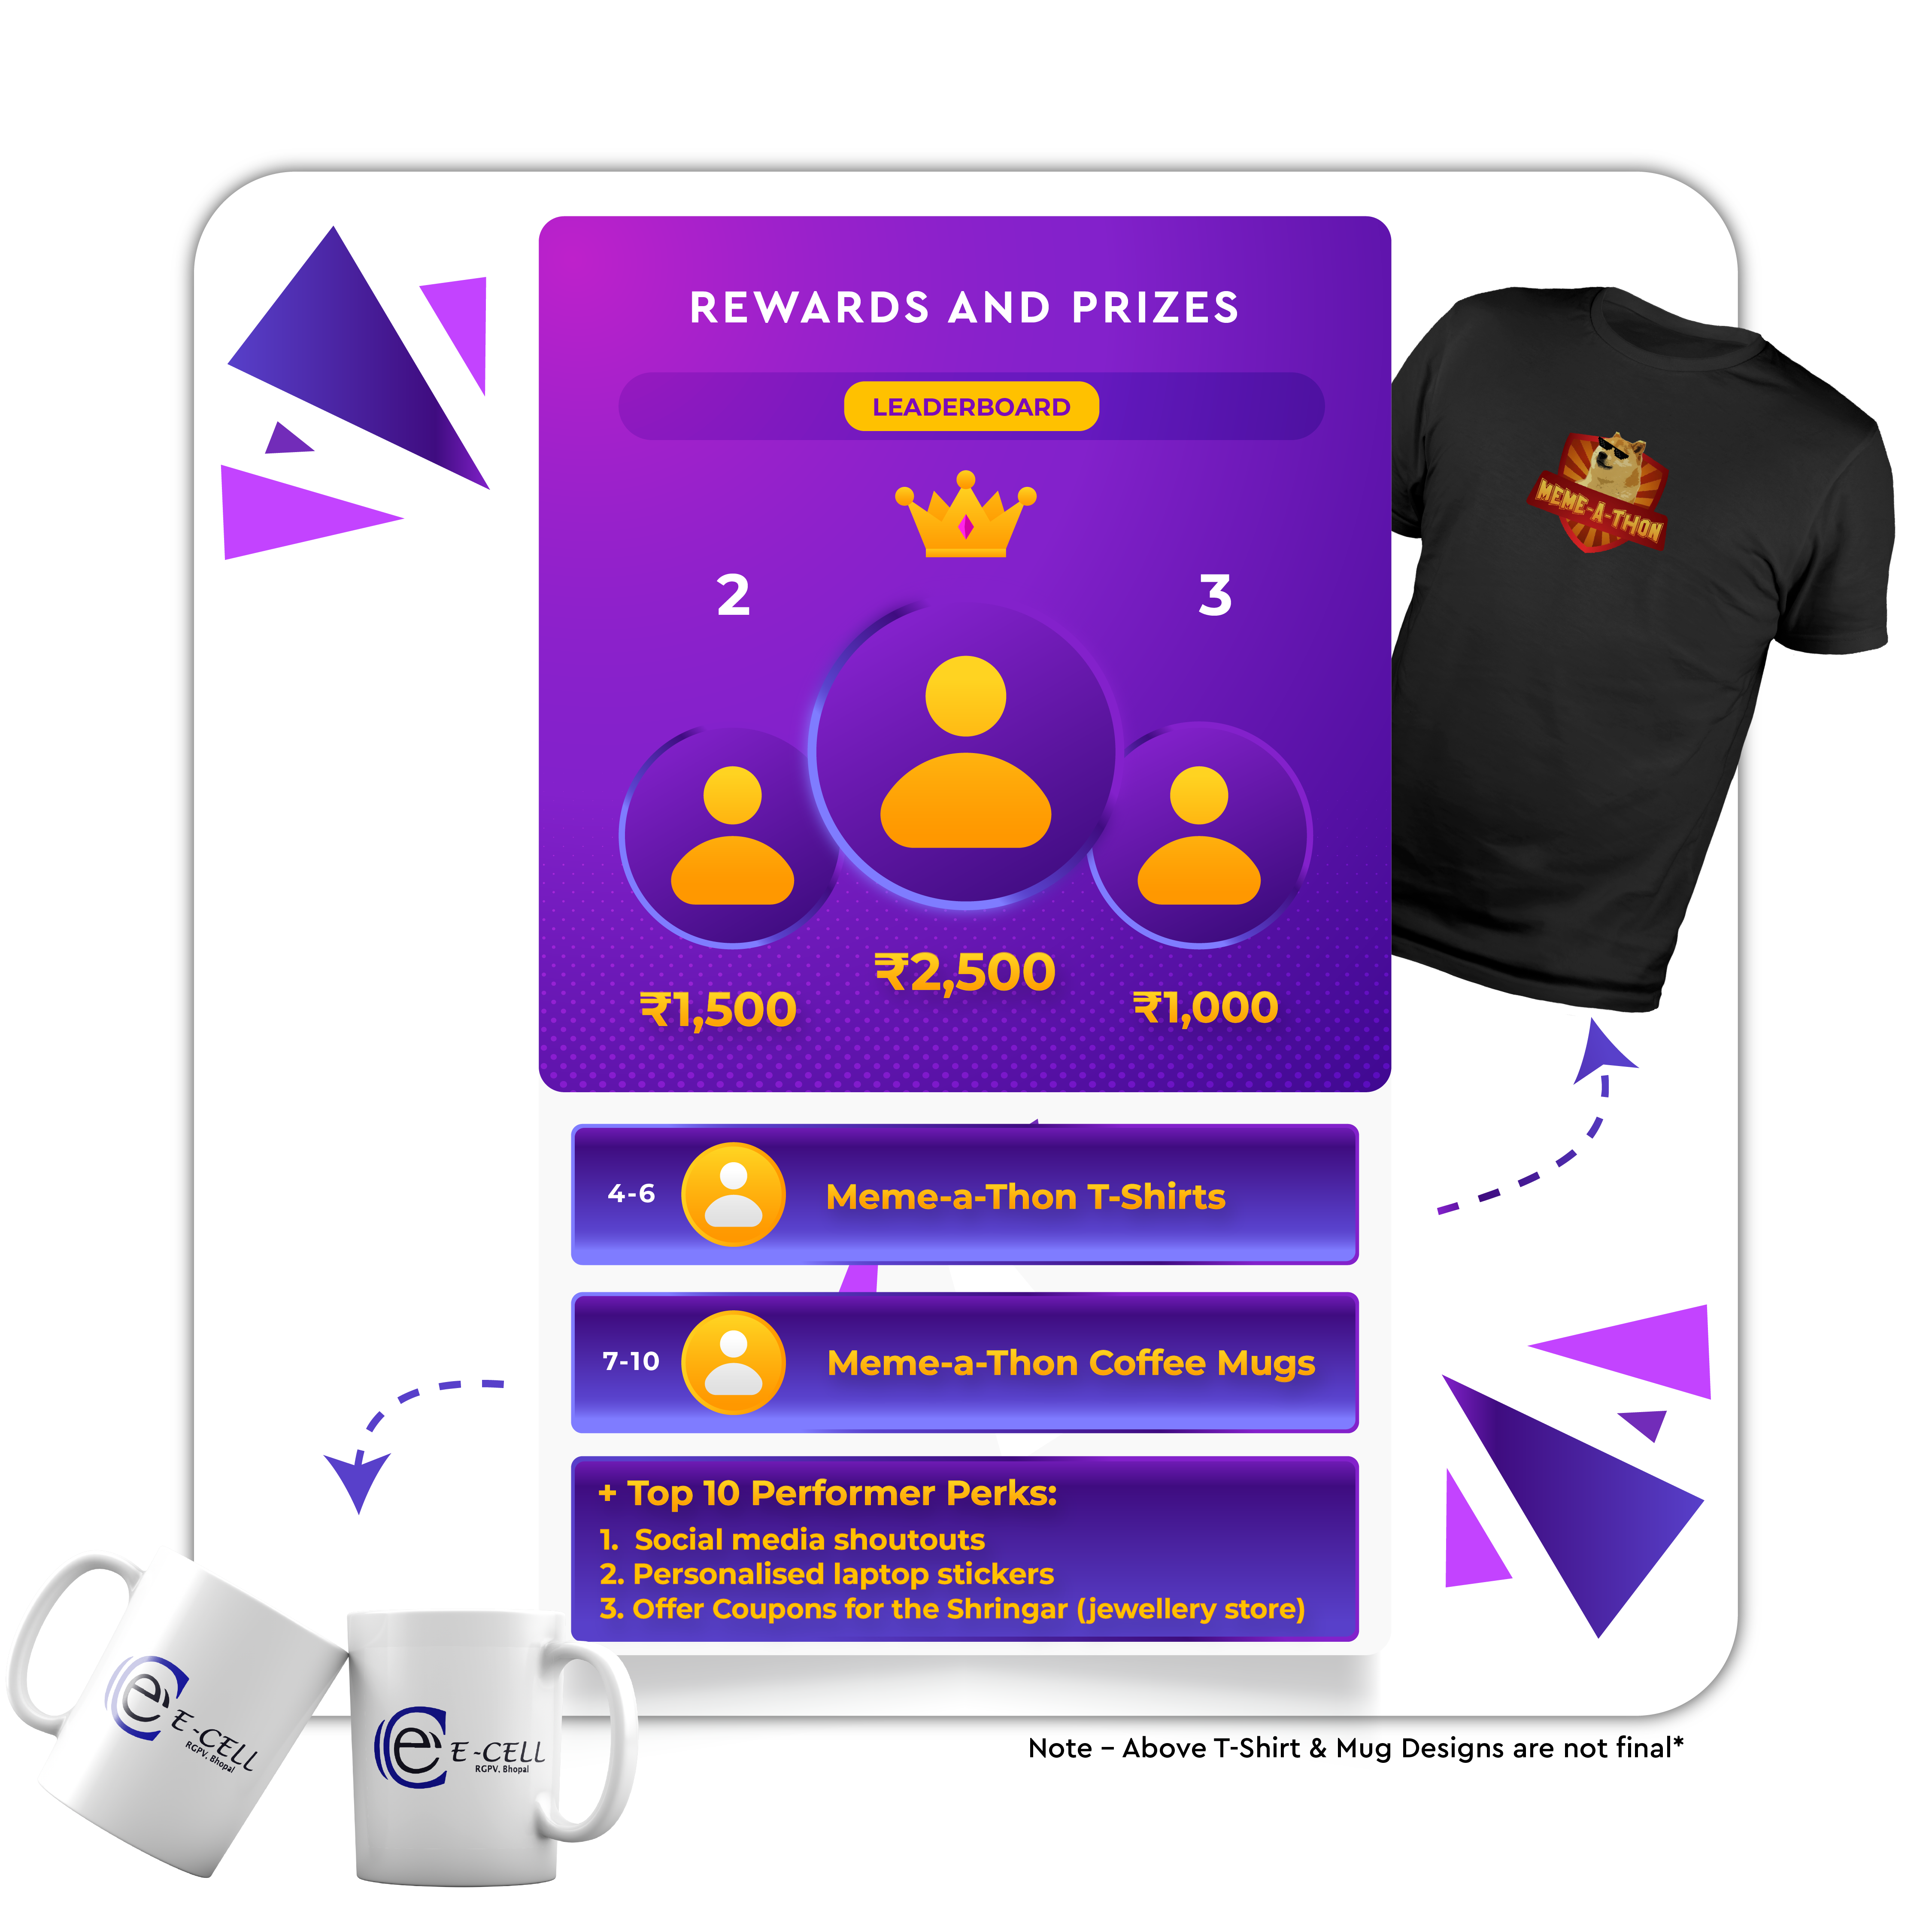 REWARDS AND PRIZES
LEADERBOARD
2
3
MEME-A-THON
₹2,500
₹1,500
₹1,000
4-6
Meme-a-Thon T-Shirts
7-10
Meme-a-Thon Coffee Mugs
+ Top 10 Performer Perks:
1. Social media shoutouts
2. Personalised laptop stickers
3. Offer Coupons for the Shringar (jewellery store)
e E-CELL
RGPV, Bhopal
e E-CELL
RGPV, Bhopal
Note – Above T-Shirt & Mug Designs are not final*